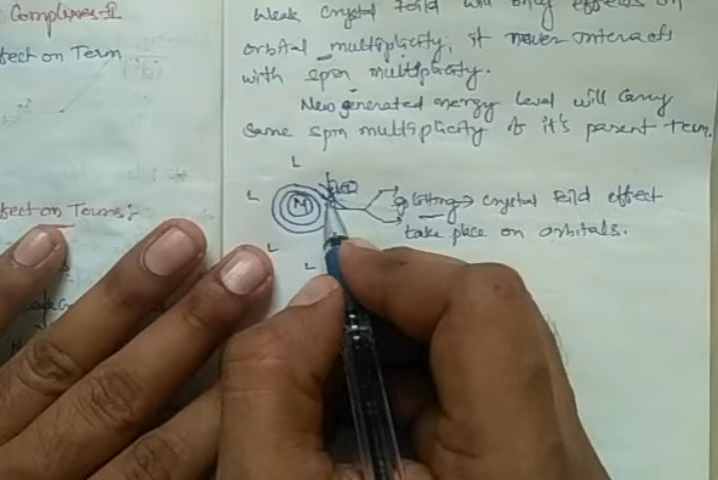 Complexes-II
fect on Term
fect on Terms:-
Weak Crystal Feild will only effects on
orbital multiplicity, it never interacts
with spin multiplicity.
New generated energy level will carry
same spin multiplicity of it's parent term.
L
L
M
L
L
splitting → crystal feild effect
take place on orbitals.